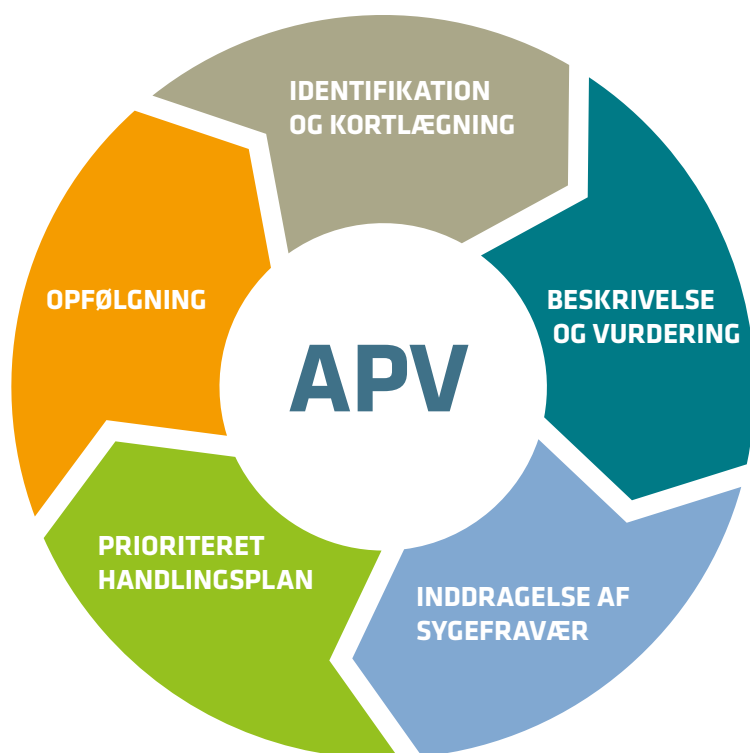 IDENTIFIKATION
OG KORTLÆGNING
BESKRIVELSE
OG VURDERING
INDDRAGELSE AF
SYGEFRAVÆR
PRIORITERET
HANDLINGSPLAN
OPFØLGNING
APV